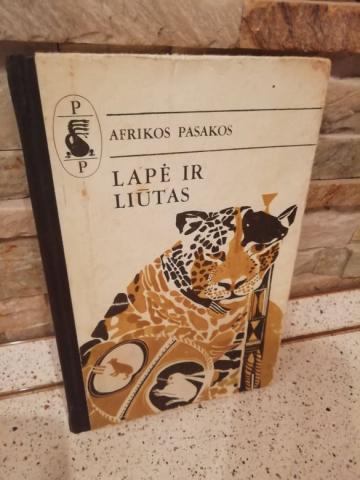 P
P
AFRIKOS PASAKOS
LAPĖ IR
LIŪTAS